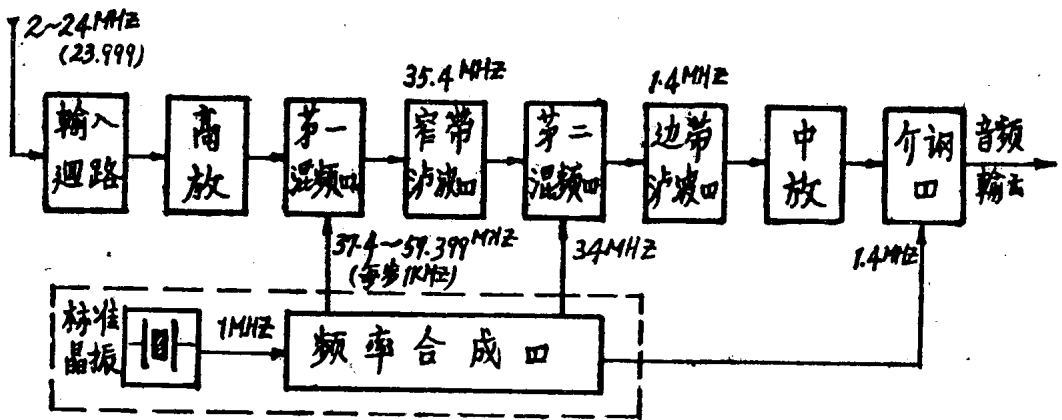 2~24MHZ
(23.999)
35.4MHZ
1.4MHZ
輸入
迴路
高
放
第一
混频器
窄带
泸波器
第二
混频器
边带
泸波器
中
放
介调
器
音频
輸出
37.4~59.399MHZ
(每步1KHZ)
34MHZ
1.4MHZ
标准
晶振
1MHZ
频率合成器